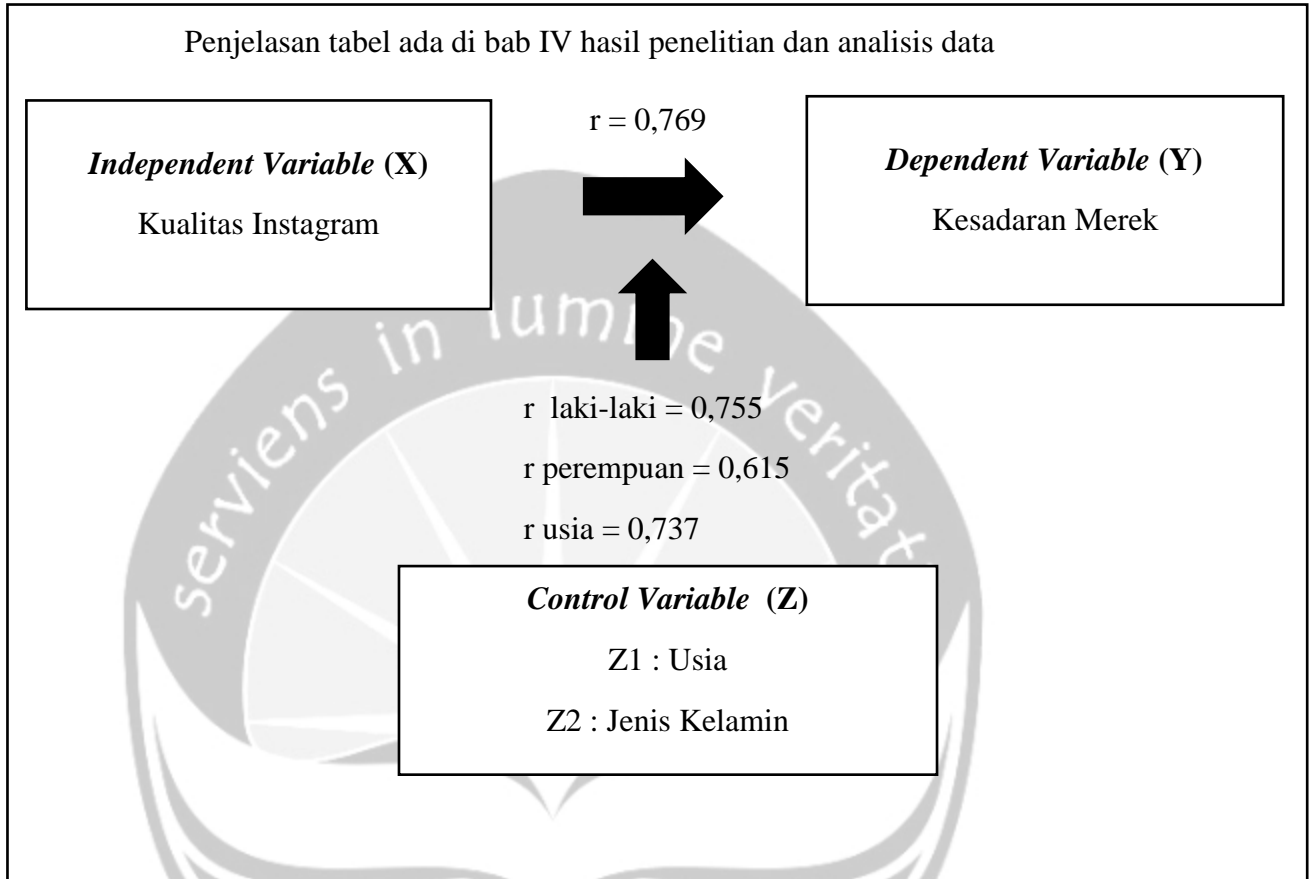 Penjelasan tabel ada di bab IV hasil penelitian dan analisis data
r = 0,769
Independent Variable (X)
Kualitas Instagram
Dependent Variable (Y)
Kesadaran Merek
serviens in lumine veritat
r laki-laki = 0,755
r perempuan = 0,615
r usia = 0,737
Control Variable (Z)
Z1 : Usia
Z2 : Jenis Kelamin